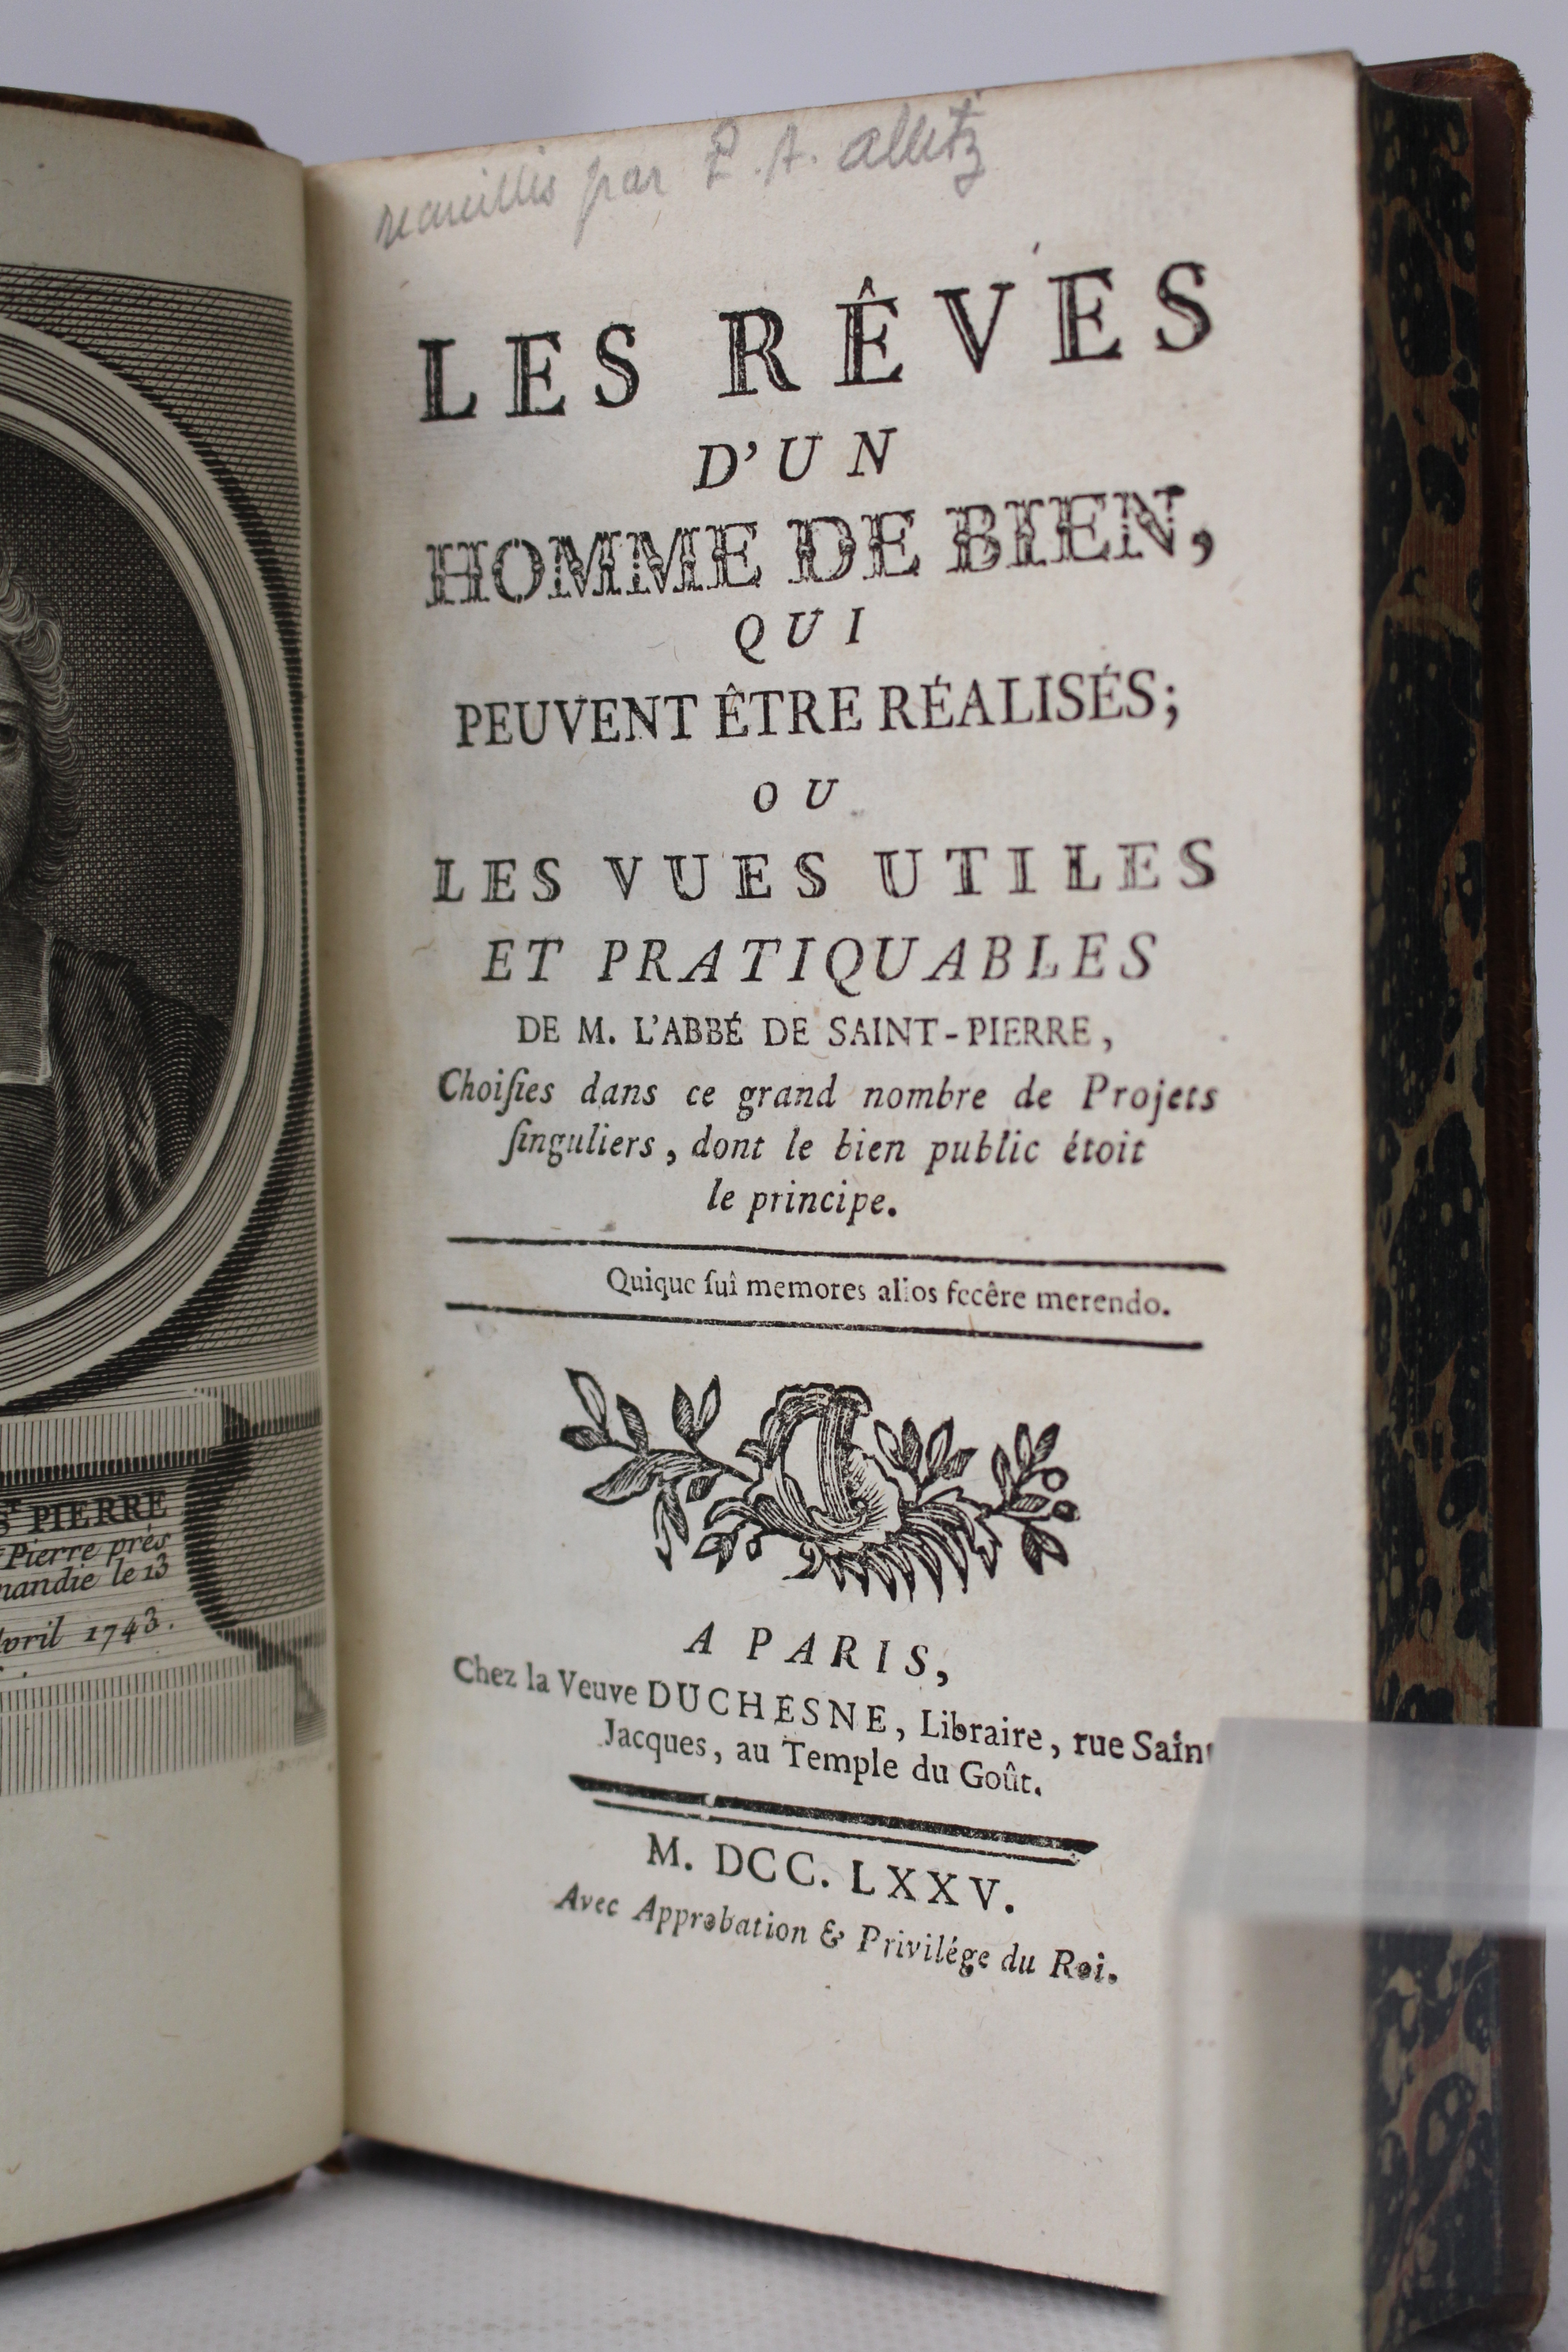 Sᵗ PIERRE
Pierre près
mandie le 13
Avril 1743.
recueillis par P. A. alletz
LES RÊVES
D'UN
HOMME DE BIEN,
QUI
PEUVENT ÊTRE RÉALISÉS;
OU
LES VUES UTILES
ET PRATIQUABLES
DE M. L'ABBÉ DE SAINT-PIERRE,
Choiſies dans ce grand nombre de Projets
ſinguliers, dont le bien public étoit
le principe.
Quique ſuî memores alios fecêre merendo.
A PARIS,
Chez la Veuve DUCHESNE, Libraire, rue Saint
Jacques, au Temple du Goût.
M. DCC. LXXV.
Avec Approbation & Privilége du Roi.